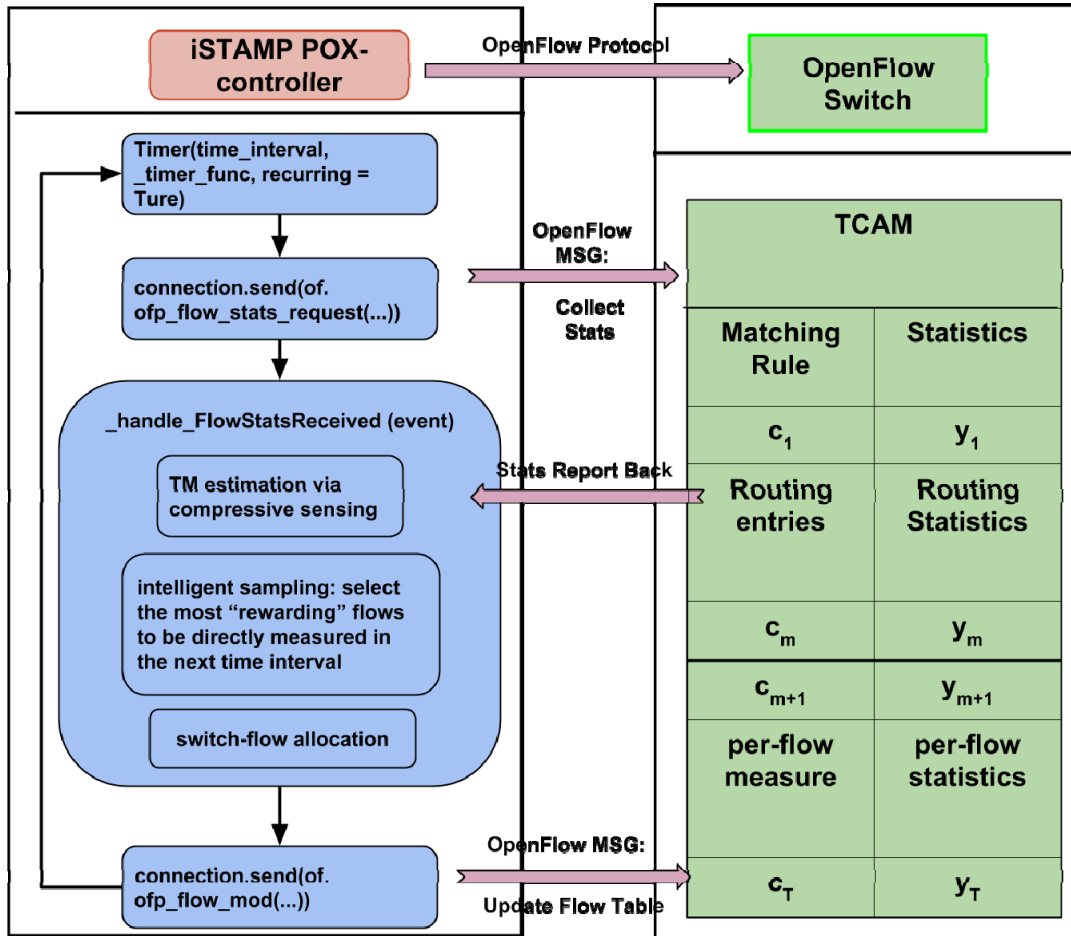 iSTAMP POX-
controller
OpenFlow Protocol
OpenFlow
Switch
Timer(time_interval,
_timer_func, recurring =
Ture)
connection.send(of.
ofp_flow_stats_request(...))
OpenFlow
MSG:
Collect
Stats
_handle_FlowStatsReceived (event)
TM estimation via
compressive sensing
intelligent sampling: select
the most “rewarding” flows
to be directly measured in
the next time interval
switch-flow allocation
Stats Report Back
connection.send(of.
ofp_flow_mod(...))
OpenFlow MSG:
Update Flow Table
TCAM
Matching
Rule
Statistics
c1
y1
Routing
entries
Routing
Statistics
cm
ym
cm+1
ym+1
per-flow
measure
per-flow
statistics
cT
yT